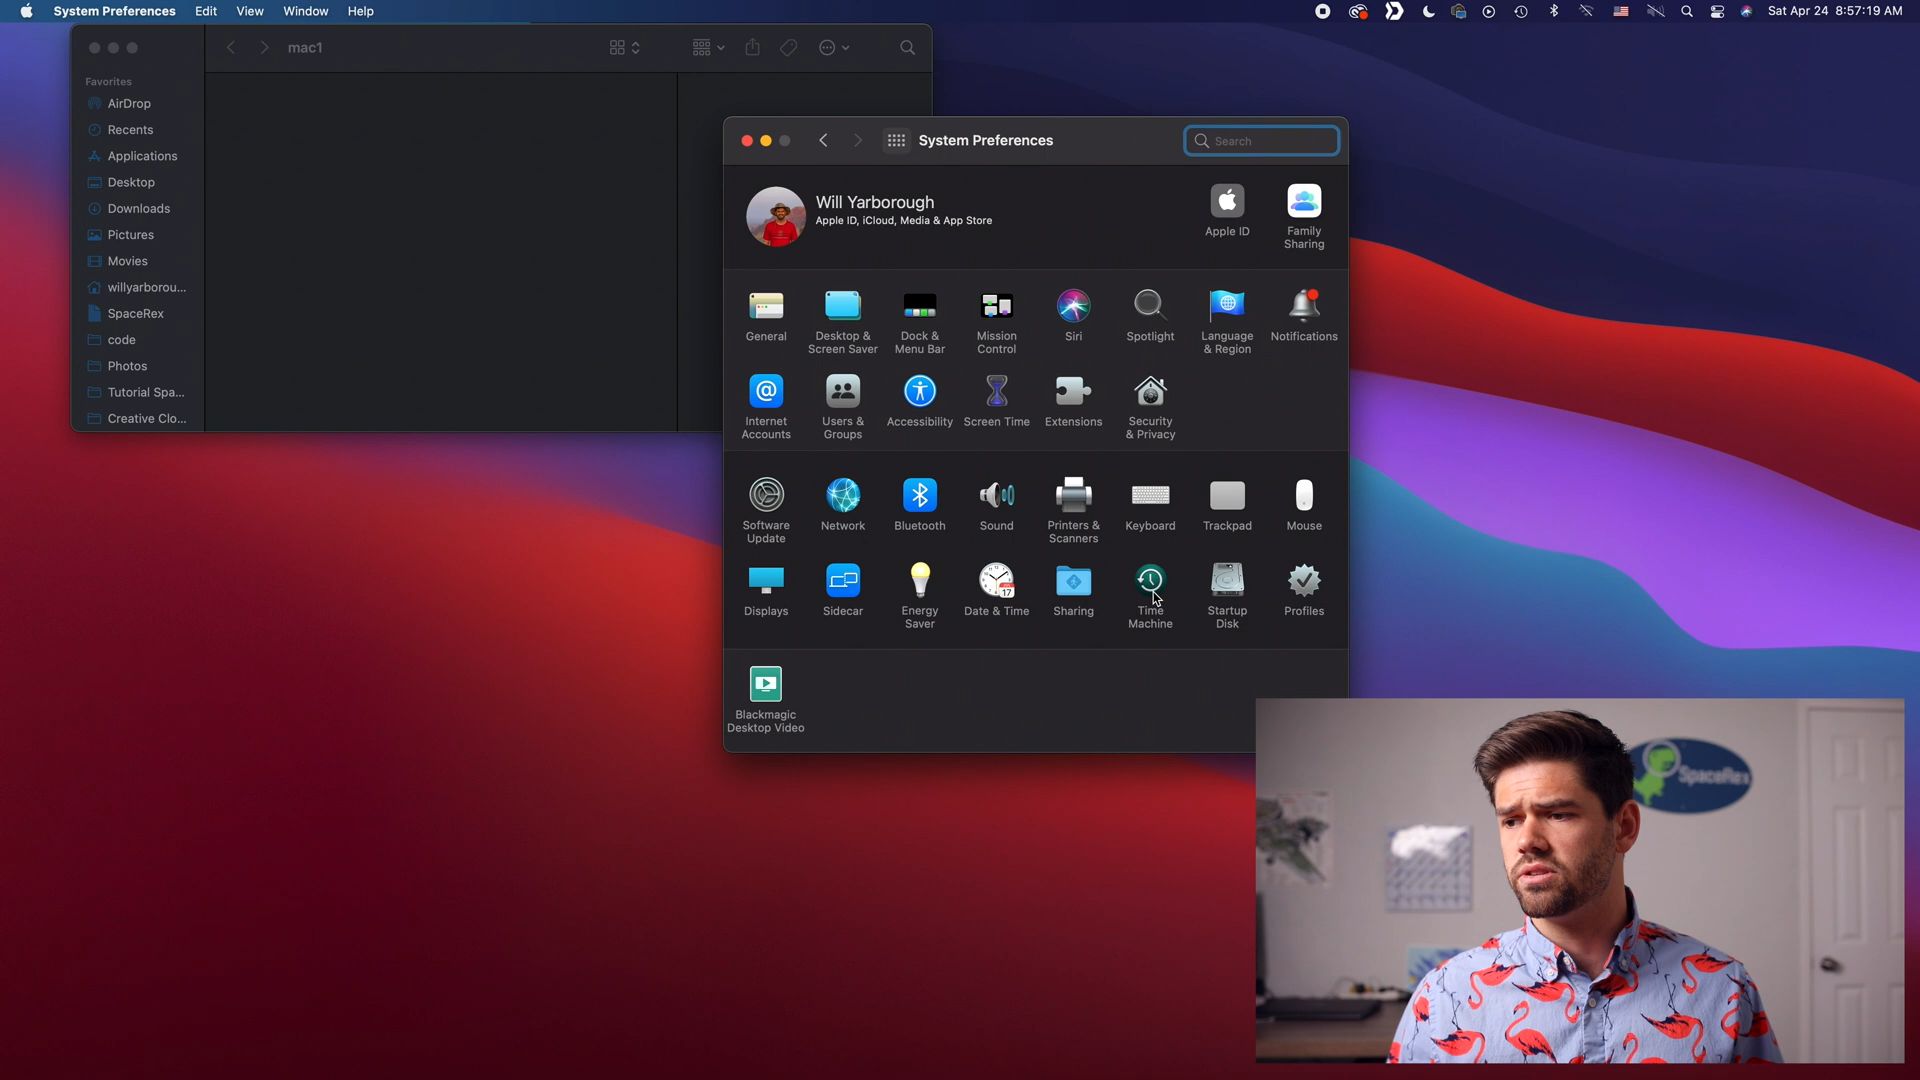 System Preferences Edit View Window Help
Sat Apr 24 8:57:19 AM
mac1
Favorites
AirDrop
Recents
Applications
Desktop
Downloads
Pictures
Movies
willyarborou...
SpaceRex
code
Photos
Tutorial Spa...
Creative Clo...
System Preferences
Search
Will Yarborough
Apple ID, iCloud, Media & App Store
Apple ID
Family
Sharing
General
Desktop &
Screen Saver
Dock &
Menu Bar
Mission
Control
Siri
Spotlight
Language
& Region
Notifications
Internet
Accounts
Users &
Groups
Accessibility
Screen Time
Extensions
Security
& Privacy
Software
Update
Network
Bluetooth
Sound
Printers &
Scanners
Keyboard
Trackpad
Mouse
Displays
Sidecar
Energy
Saver
Date & Time
17
Sharing
Time
Machine
Startup
Disk
Profiles
Blackmagic
Desktop Video
SpaceRex